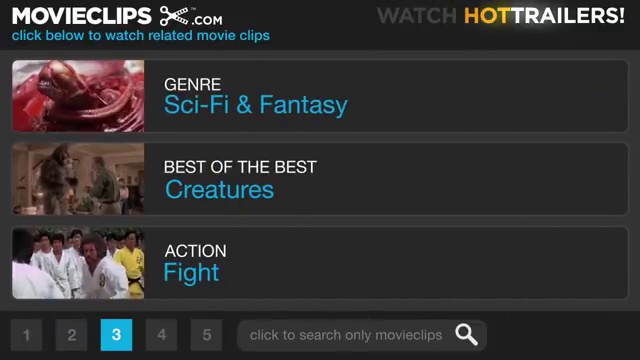 MOVIECLIPS .COM
WATCH HOTTRAILERS!
click below to watch related movie clips
GENRE
Sci-Fi & Fantasy
BEST OF THE BEST
Creatures
ACTION
Fight
1 2 3 4 5 click to search only movieclips